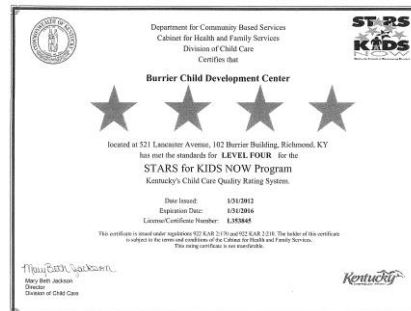 COMMONWEALTH OF KENTUCKY
STARS
KIDS
NOW
Department for Community Based Services
Cabinet for Health and Family Services
Division of Child Care
Certifies that
Burrier Child Development Center
located at 521 Lancaster Avenue, 102 Burrier Building, Richmond, KY
has met the standards for LEVEL FOUR for the
STARS for KIDS NOW Program
Kentucky's Child Care Quality Rating System.
Date Issued: 1/31/2012
Expiration Date: 1/31/2016
License/Certificate Number: L353845
This certificate is issued under regulations 922 KAR 2:170 and 922 KAR 2:210. The holder of this certificate
is subject to the terms and conditions of the Cabinet for Health and Family Services.
This rating certificate is not transferable.
Mary Beth Jackson
Mary Beth Jackson
Director
Division of Child Care
Kentucky